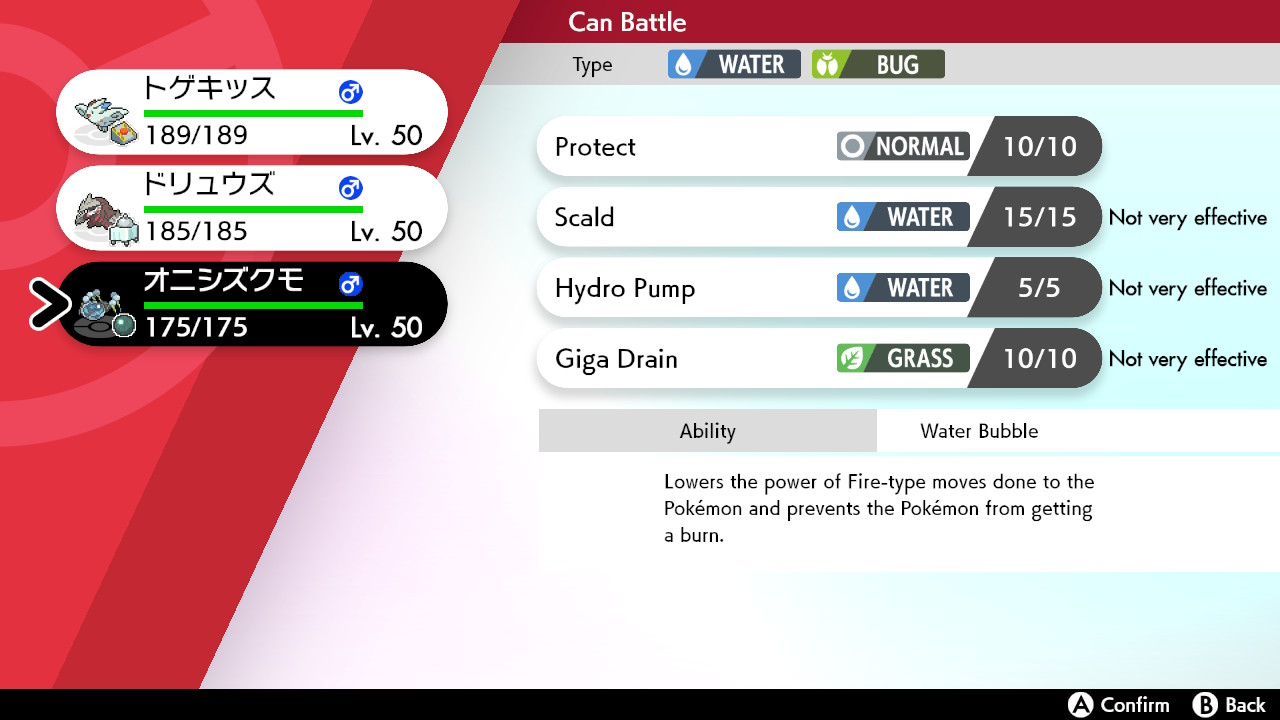 Can Battle
Type WATER BUG
トゲキッス ♂
189/189 Lv. 50
ドリュウズ ♂
185/185 Lv. 50
オニシズクモ ♂
175/175 Lv. 50
Protect NORMAL 10/10
Scald WATER 15/15 Not very effective
Hydro Pump WATER 5/5 Not very effective
Giga Drain GRASS 10/10 Not very effective
Ability Water Bubble
Lowers the power of Fire-type moves done to the
Pokémon and prevents the Pokémon from getting
a burn.
A Confirm B Back